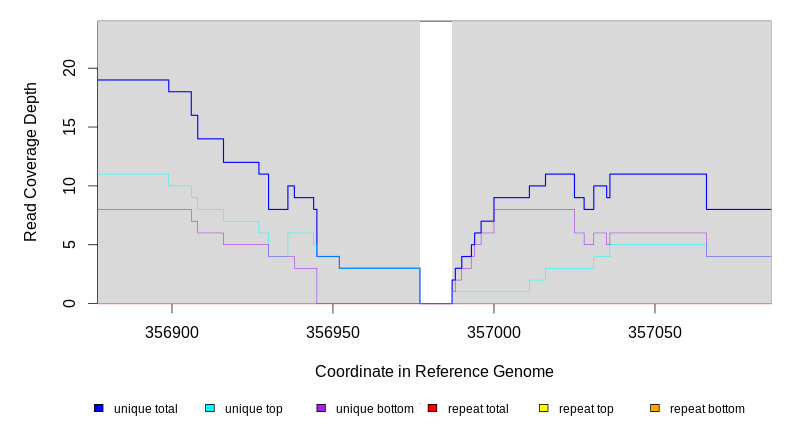 Read Coverage Depth
20
15
10
5
0
356900 356950 357000 357050
Coordinate in Reference Genome
unique total unique top unique bottom repeat total repeat top repeat bottom